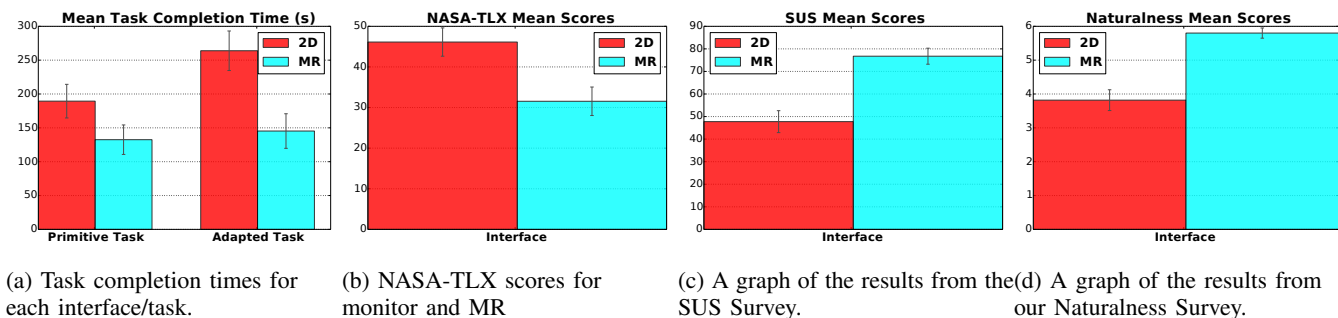 Mean Task Completion Time (s)
300
250
200
150
100
50
0
2D
MR
Primitive Task
Adapted Task
NASA-TLX Mean Scores
50
40
30
20
10
0
2D
MR
Interface
SUS Mean Scores
90
80
70
60
50
40
30
20
10
0
2D
MR
Interface
Naturalness Mean Scores
6
5
4
3
2
1
0
2D
MR
Interface
(a) Task completion times for
each interface/task.
(b) NASA-TLX scores for
monitor and MR
(c) A graph of the results from the
SUS Survey.
(d) A graph of the results from
our Naturalness Survey.